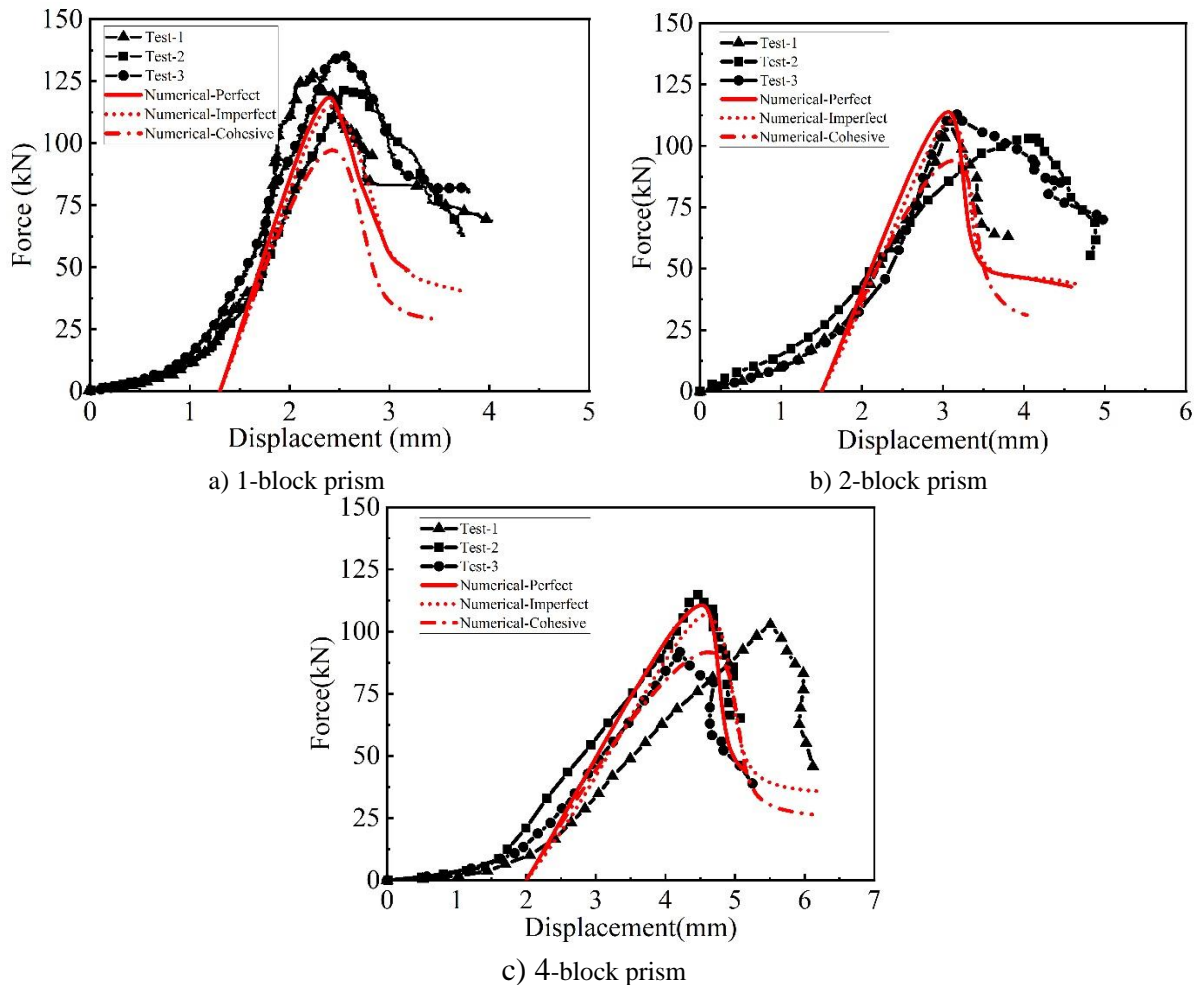 150
125
100
75
50
25
0
Force (kN)
Test-1
Test-2
Test-3
Numerical-Perfect
Numerical-Imperfect
Numerical-Cohesive
0 1 2 3 4 5
Displacement (mm)
a) 1-block prism
150
125
100
75
50
25
0
Force(kN)
Test-1
Test-2
Test-3
Numerical-Perfect
Numerical-Imperfect
Numerical-Cohesive
0 1 2 3 4 5 6
Displacement(mm)
b) 2-block prism
150
125
100
75
50
25
0
Force(kN)
Test-1
Test-2
Test-3
Numerical-Perfect
Numerical-Imperfect
Numerical-Cohesive
0 1 2 3 4 5 6 7
Displacement(mm)
c) 4-block prism